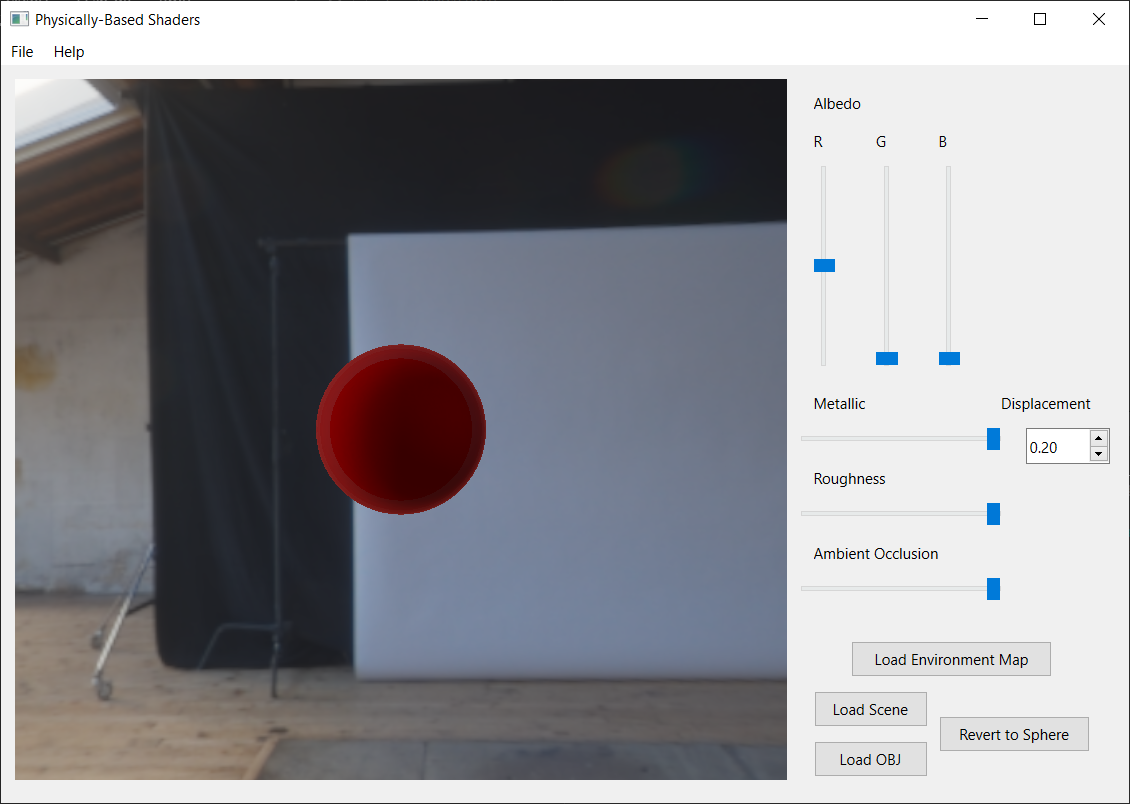 Physically-Based Shaders
File Help
Albedo
R G B
Metallic Displacement
0.20
Roughness
Ambient Occlusion
Load Environment Map
Load Scene
Revert to Sphere
Load OBJ